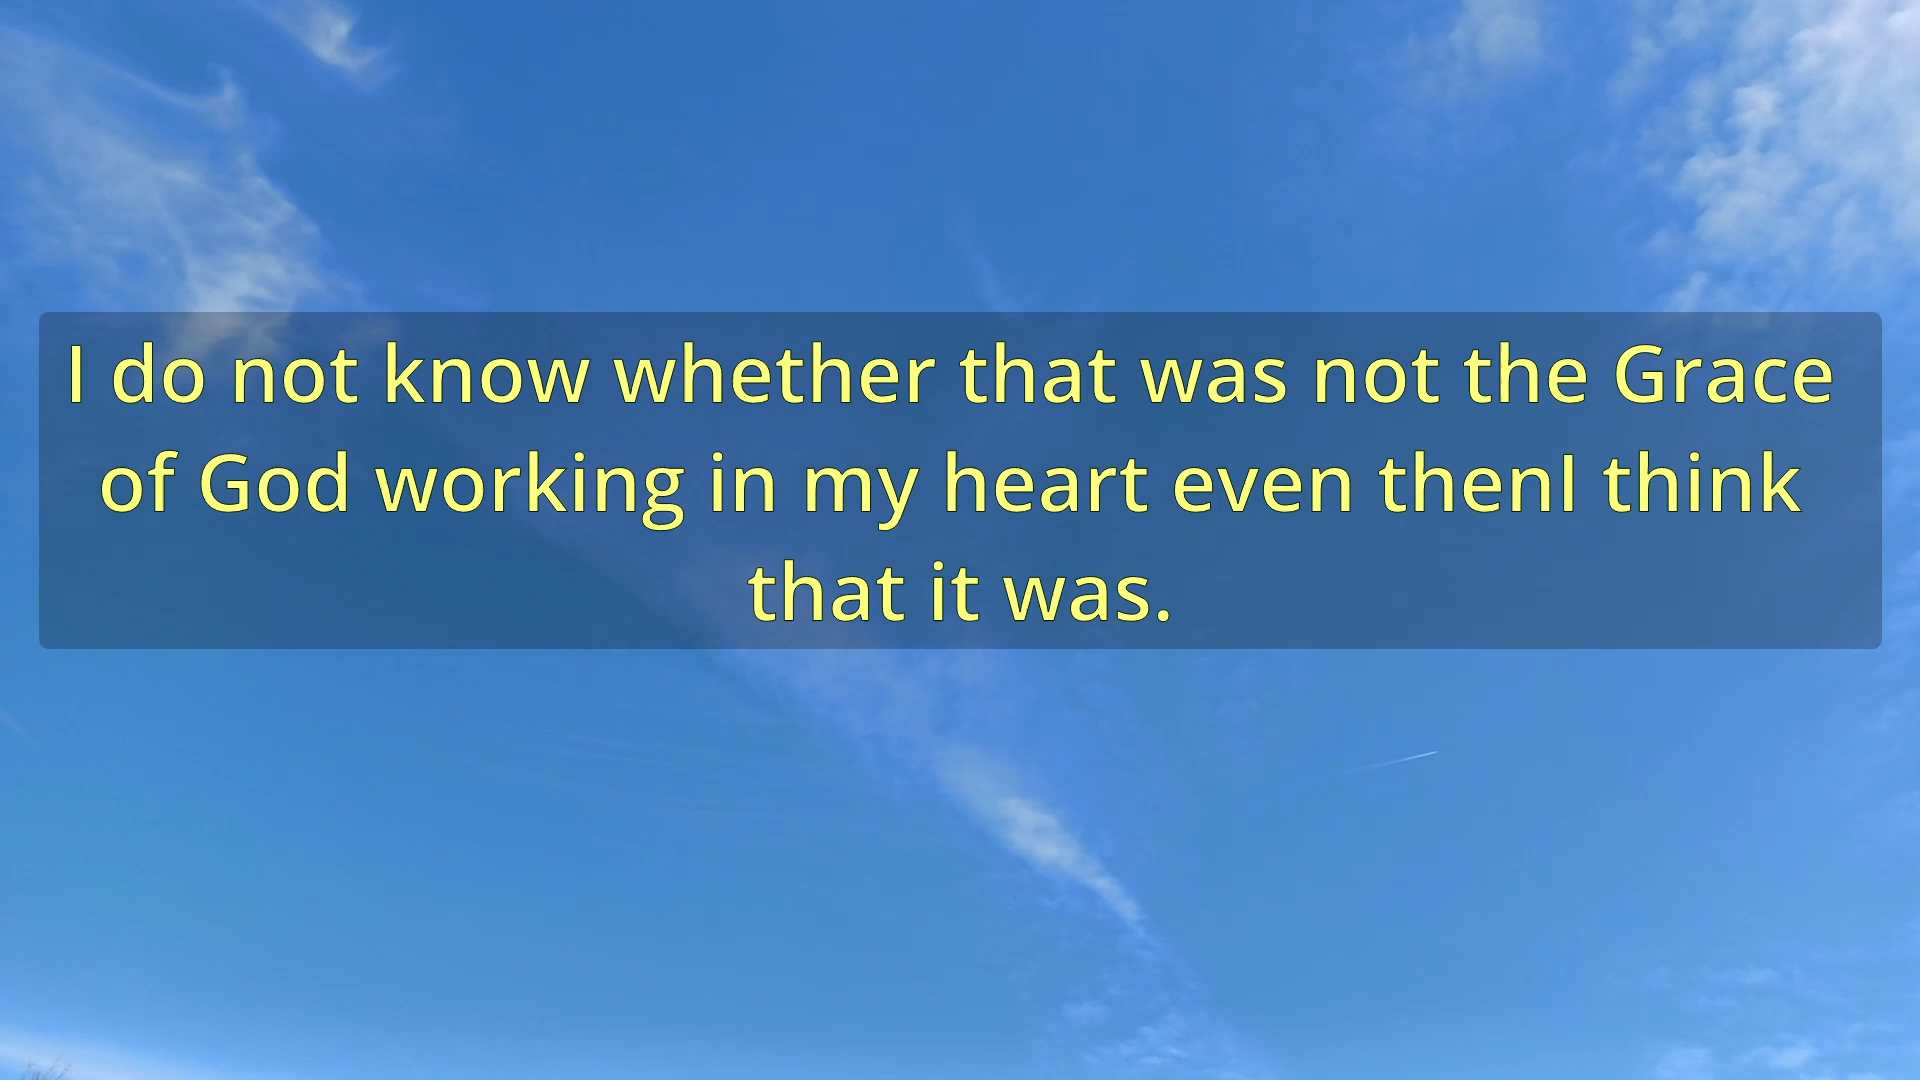 I do not know whether that was not the Grace
of God working in my heart even thenI think
that it was.